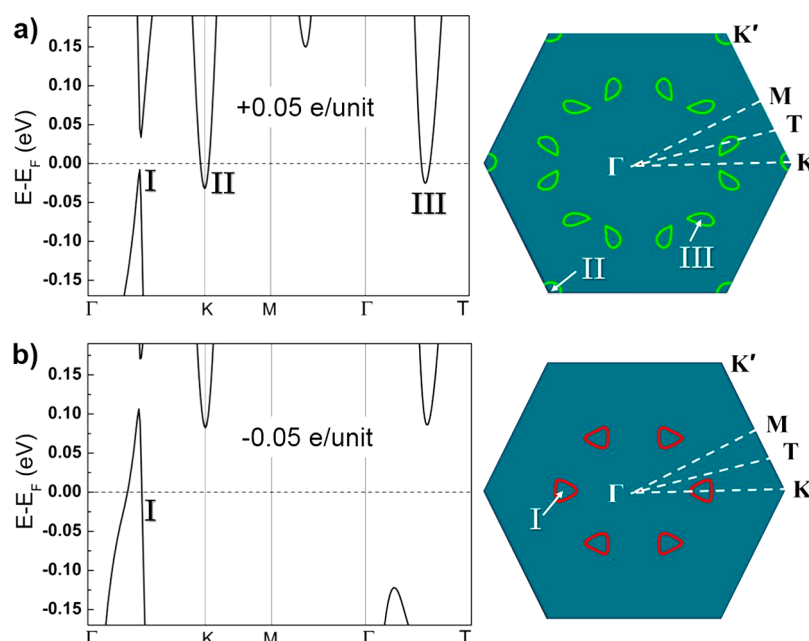 a)
E-E_F (eV)
0.15
0.10
0.05
0.00
-0.05
-0.10
-0.15
+0.05 e/unit
I
II
III
Γ K M Γ T
K′
M
T
K
Γ
III
II
b)
E-E_F (eV)
0.15
0.10
0.05
0.00
-0.05
-0.10
-0.15
-0.05 e/unit
I
Γ K M Γ T
K′
M
T
K
Γ
I